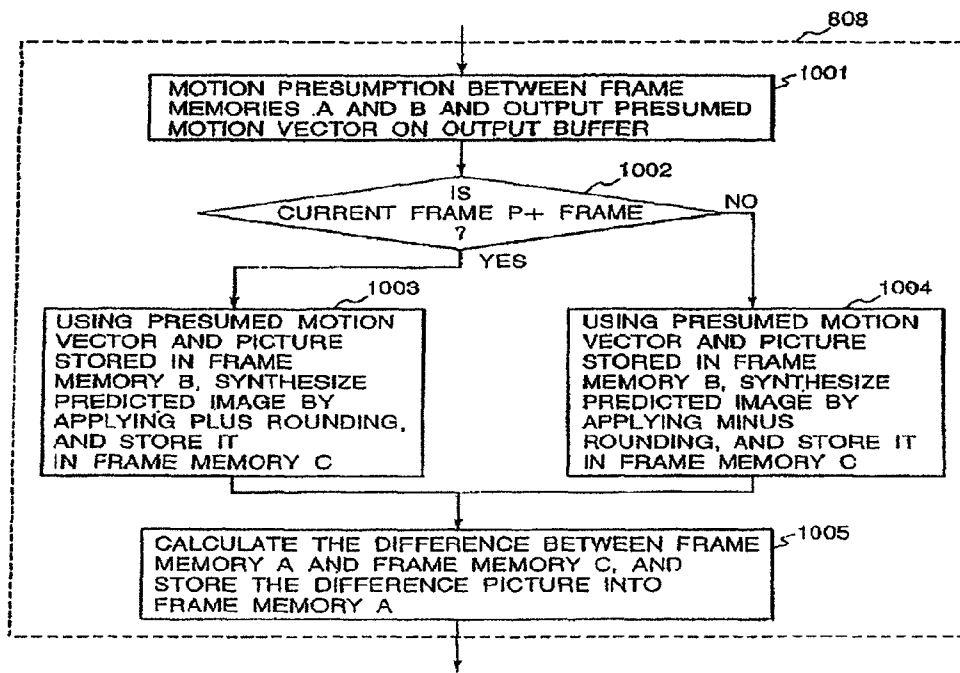 808
1001
MOTION PRESUMPTION BETWEEN FRAME
MEMORIES A AND B AND OUTPUT PRESUMED
MOTION VECTOR ON OUTPUT BUFFER
1002
IS
CURRENT FRAME P+ FRAME
?
NO
YES
1003
USING PRESUMED MOTION
VECTOR AND PICTURE
STORED IN FRAME
MEMORY B, SYNTHESIZE
PREDICTED IMAGE BY
APPLYING PLUS ROUNDING,
AND STORE IT
IN FRAME MEMORY C
1004
USING PRESUMED MOTION
VECTOR AND PICTURE
STORED IN FRAME
MEMORY B, SYNTHESIZE
PREDICTED IMAGE BY
APPLYING MINUS
ROUNDING, AND STORE IT
IN FRAME MEMORY C
1005
CALCULATE THE DIFFERENCE BETWEEN FRAME
MEMORY A AND FRAME MEMORY C, AND
STORE THE DIFFERENCE PICTURE INTO
FRAME MEMORY A